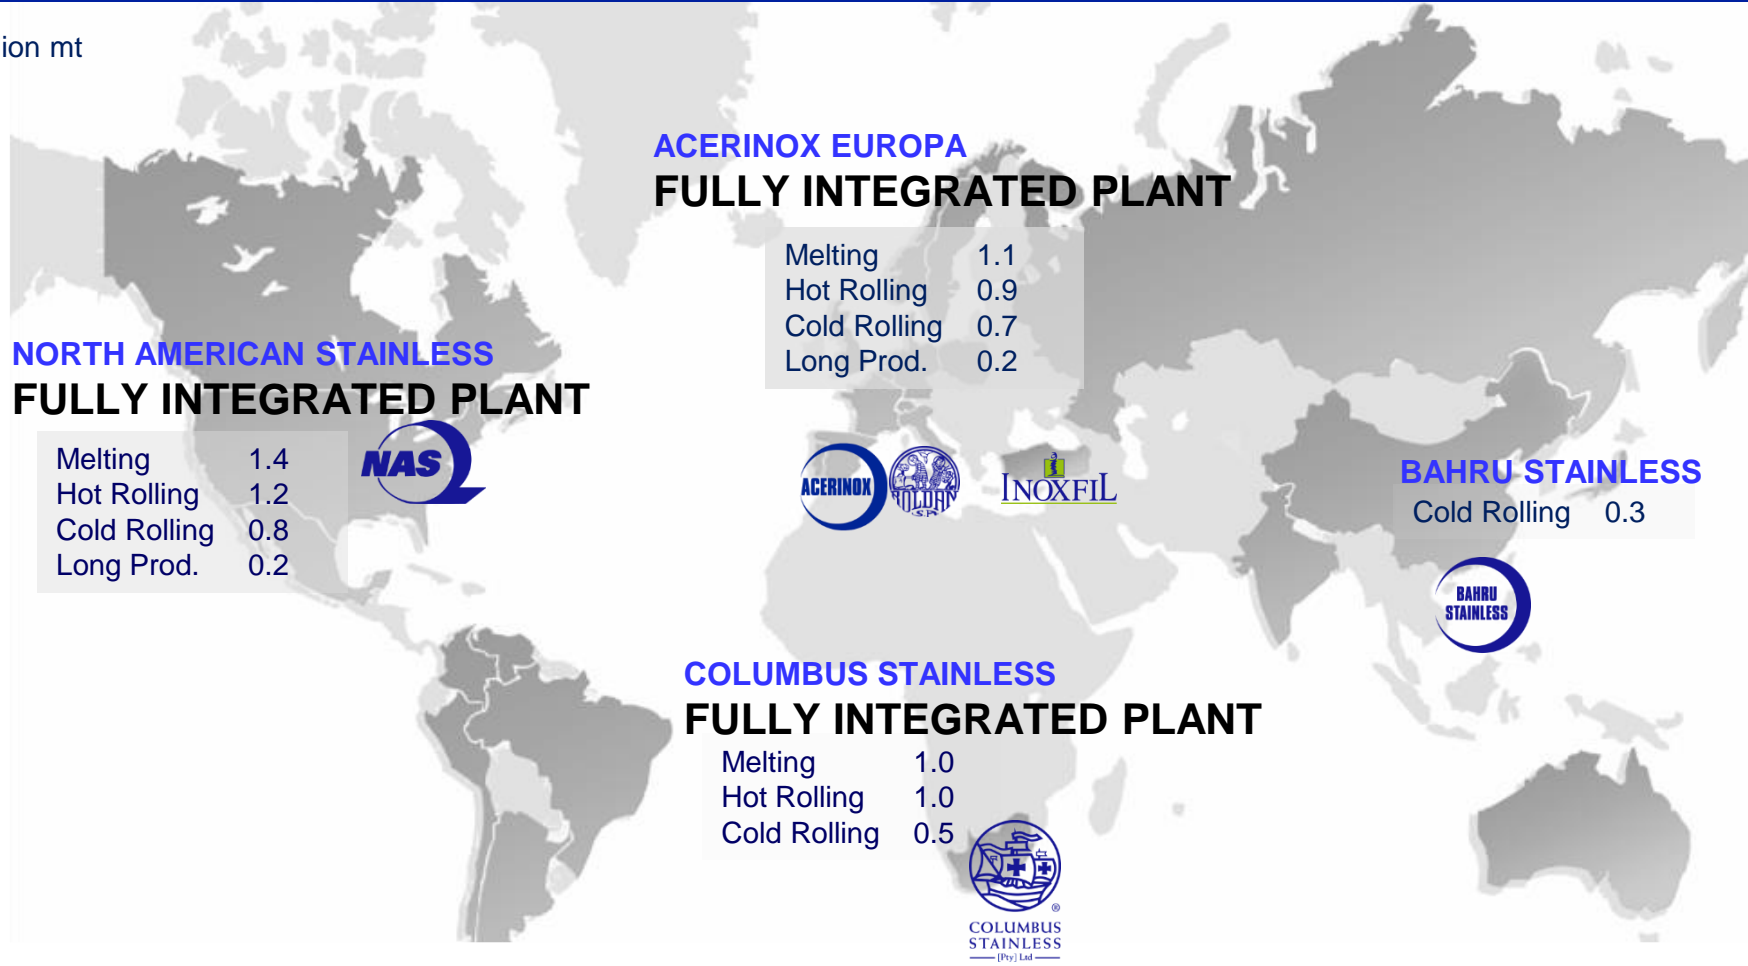 ion mt
ACERINOX EUROPA
FULLY INTEGRATED PLANT
Melting 1.1
Hot Rolling 0.9
Cold Rolling 0.7
Long Prod. 0.2
NORTH AMERICAN STAINLESS
FULLY INTEGRATED PLANT
Melting 1.4
Hot Rolling 1.2
Cold Rolling 0.8
Long Prod. 0.2
NAS
ACERINOX
ROLDAN
S.A.
INOXFIL
BAHRU STAINLESS
Cold Rolling 0.3
BAHRU
STAINLESS
COLUMBUS STAINLESS
FULLY INTEGRATED PLANT
Melting 1.0
Hot Rolling 1.0
Cold Rolling 0.5
®
COLUMBUS
STAINLESS
[Pty] Ltd